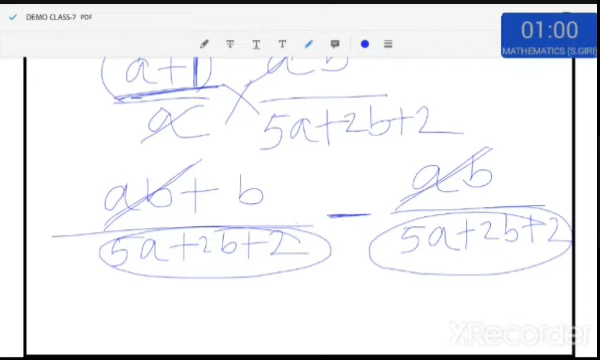 DEMO CLASS-7 PDF
01:00
MATHEMATICS (S.GIRI)
T T T
(a+1) ab
a × 5a+2b+2
ab + b - ab
5a+2b+2 5a+2b+2
XRecorder